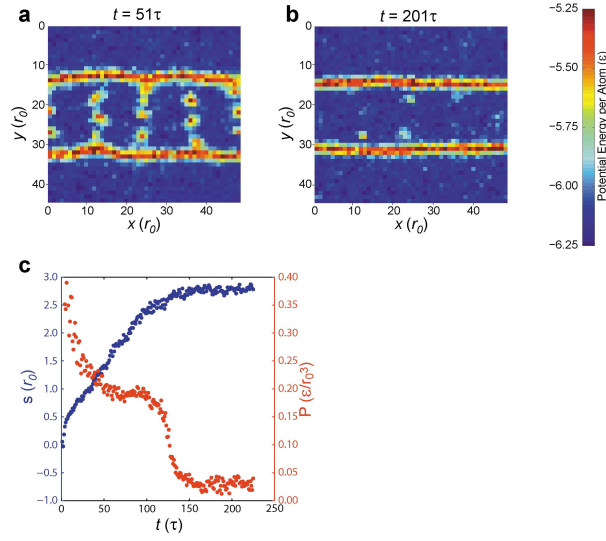 a
t = 51τ
0
10
20
30
40
y (r0)
0 10 20 30 40
x (r0)
b
t = 201τ
0
10
20
30
40
y (r0)
0 10 20 30 40
x (r0)
−5.25
−5.50
−5.75
−6.00
−6.25
Potential Energy per Atom (ε)
c
3.0
2.5
2.0
1.5
1.0
0.5
0.0
−0.5
−1.0
s (r0)
0.40
0.35
0.30
0.25
0.20
0.15
0.10
0.05
0.00
P (ε/r0³)
0 50 100 150 200 250
t (τ)